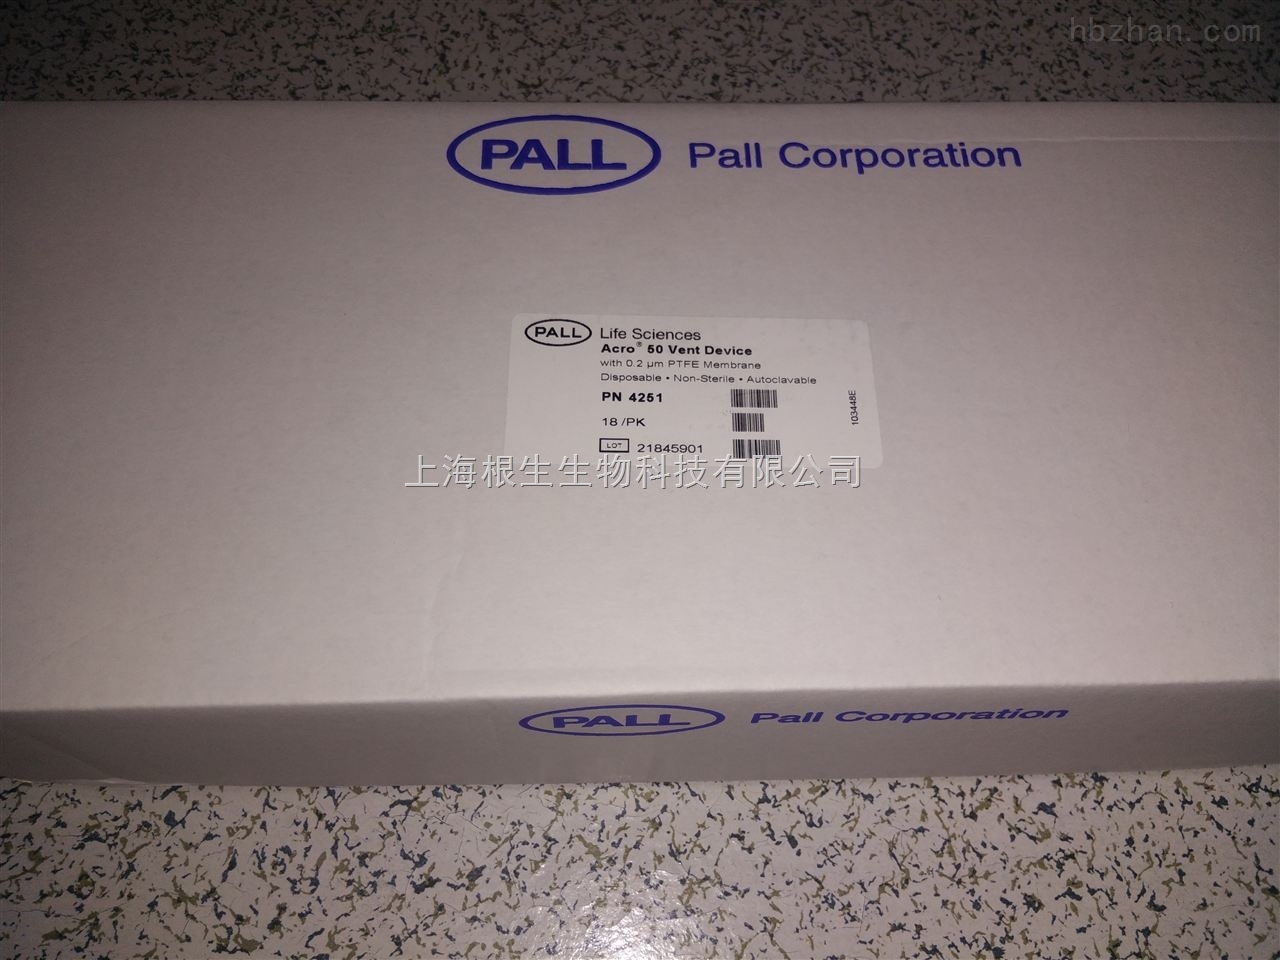 hbzhan.com
PALL Pall Corporation
PALL Life Sciences
Acro® 50 Vent Device
with 0.2 µm PTFE Membrane
Disposable • Non-Sterile • Autoclavable
PN 4251
18 /PK
103448E
LOT 21845901
上海根生生物科技有限公司
PALL Pall Corporation